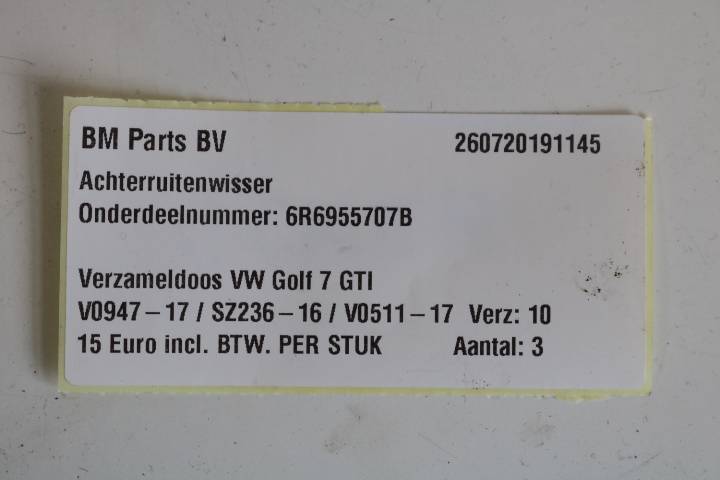 BM Parts BV 260720191145
Achterruitenwisser
Onderdeelnummer: 6R6955707B
Verzameldoos VW Golf 7 GTI
V0947-17 / SZ236-16 / V0511-17 Verz: 10
15 Euro incl. BTW. PER STUK Aantal: 3